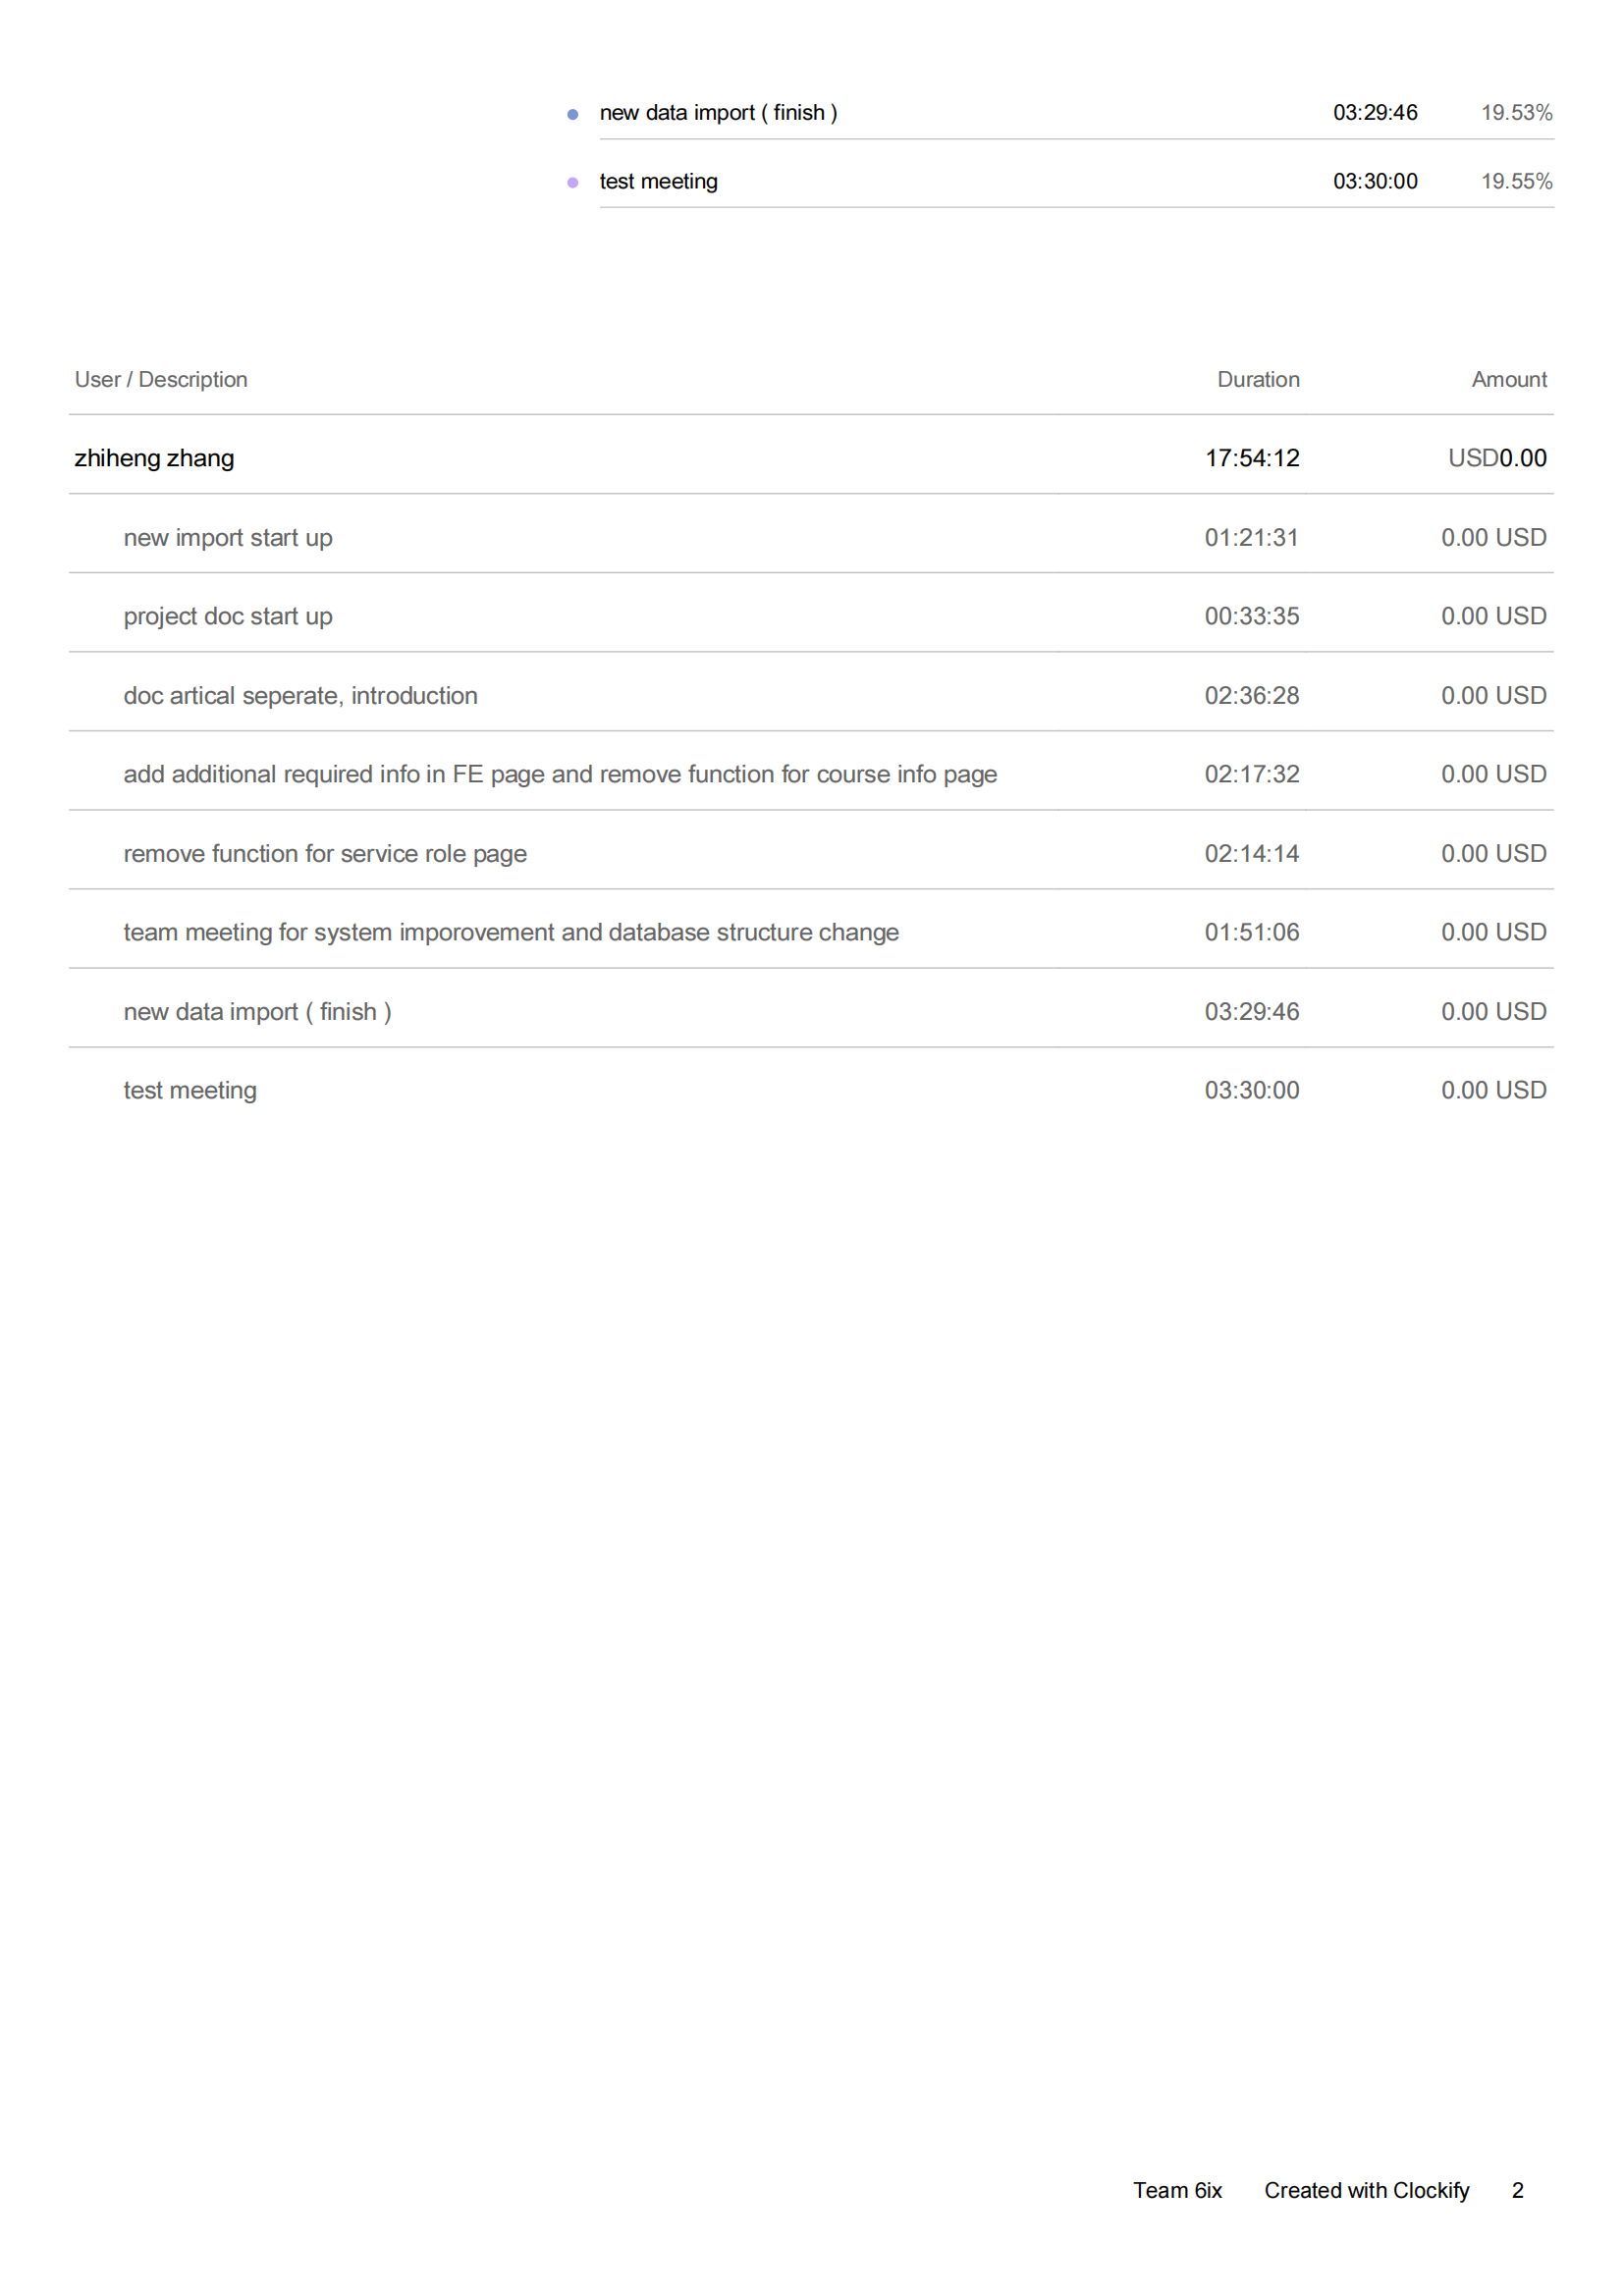 new data import ( finish ) 03:29:46 19.53%
test meeting 03:30:00 19.55%
User / Description Duration Amount
zhiheng zhang 17:54:12 USD0.00
new import start up 01:21:31 0.00 USD
project doc start up 00:33:35 0.00 USD
doc artical seperate, introduction 02:36:28 0.00 USD
add additional required info in FE page and remove function for course info page 02:17:32 0.00 USD
remove function for service role page 02:14:14 0.00 USD
team meeting for system imporovement and database structure change 01:51:06 0.00 USD
new data import ( finish ) 03:29:46 0.00 USD
test meeting 03:30:00 0.00 USD
Team 6ix Created with Clockify 2